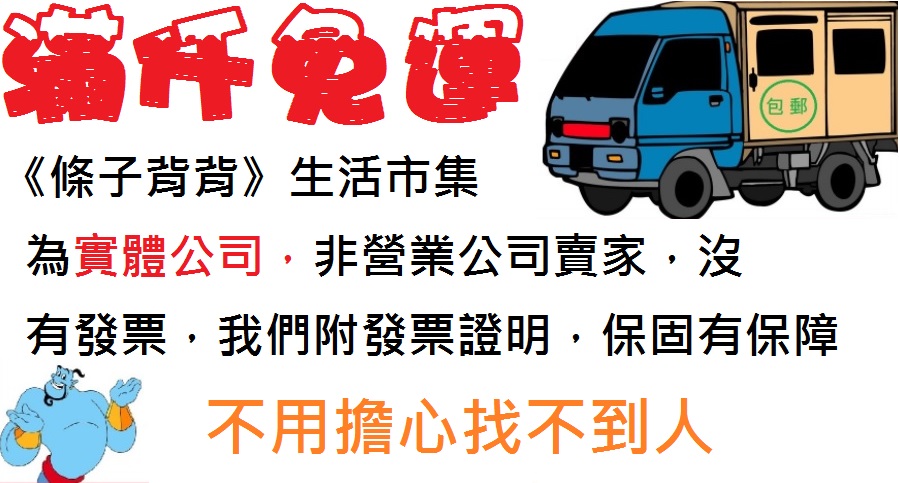 滿仟免運
包郵
《條子背背》生活市集
為實體公司，非營業公司賣家，沒
有發票，我們附發票證明，保固有保障
不用擔心找不到人